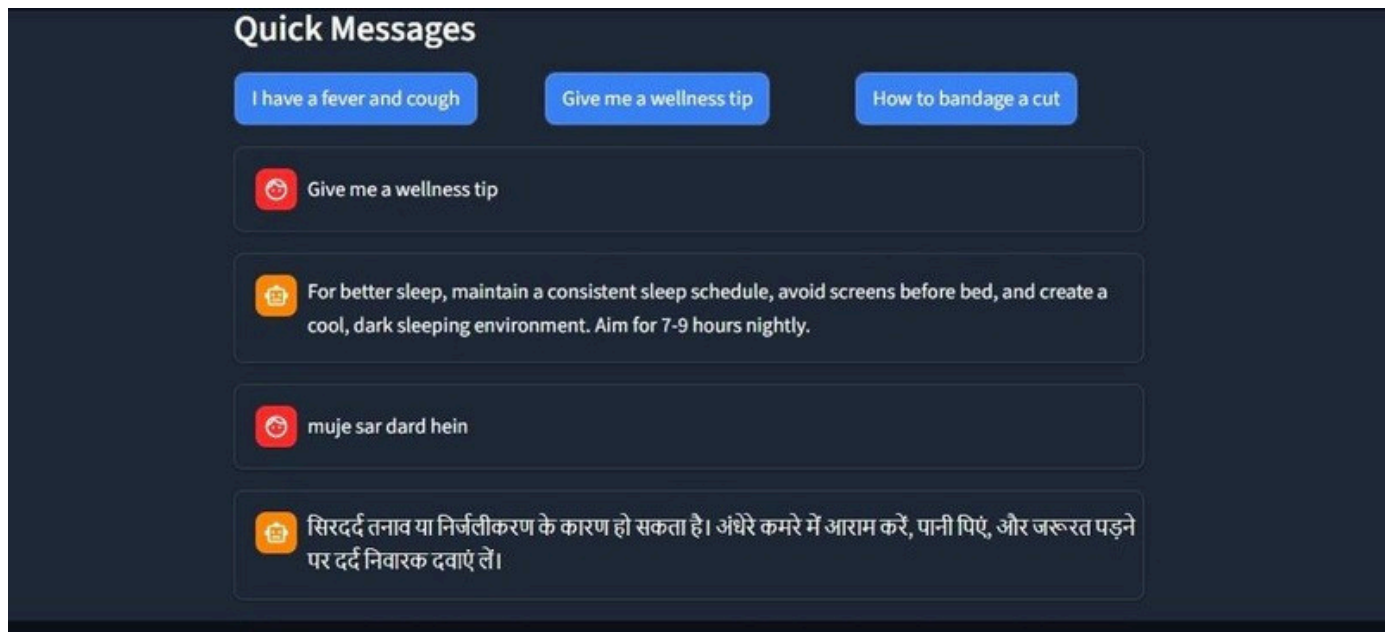 Quick Messages
I have a fever and cough
Give me a wellness tip
How to bandage a cut
Give me a wellness tip
For better sleep, maintain a consistent sleep schedule, avoid screens before bed, and create a
cool, dark sleeping environment. Aim for 7-9 hours nightly.
muje sar dard hein
सिरदर्द तनाव या निर्जलीकरण के कारण हो सकता है। अंधेरे कमरे में आराम करें, पानी पिएं, और जरूरत पड़ने
पर दर्द निवारक दवाएं लें।